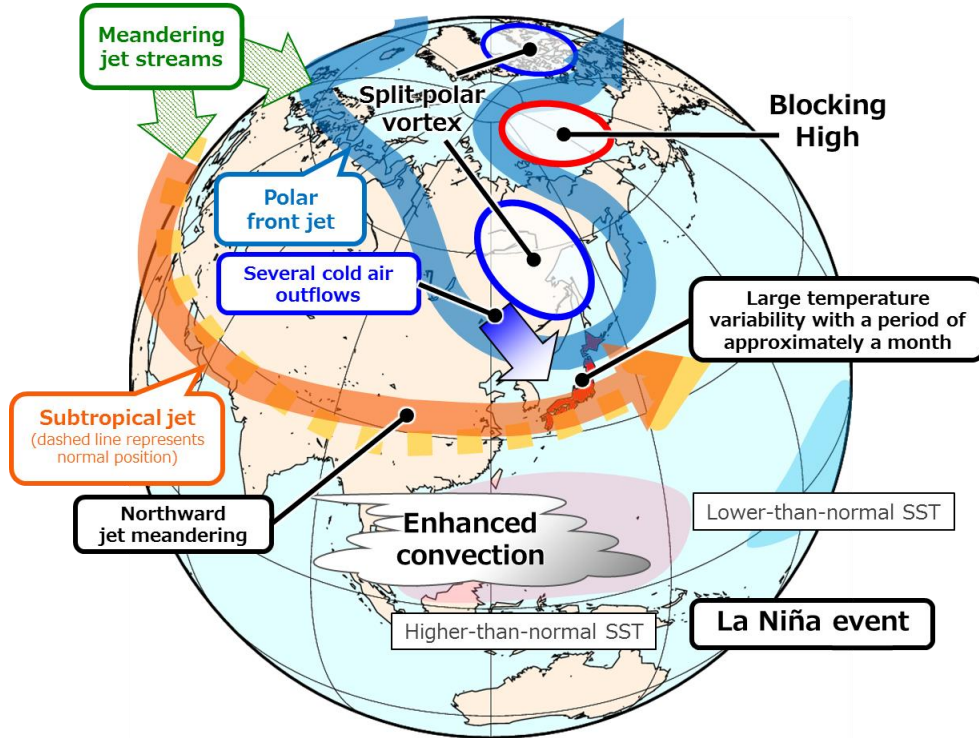 Meandering
jet streams
Split polar
vortex
Blocking
High
Polar
front jet
Several cold air
outflows
Large temperature
variability with a period of
approximately a month
Subtropical jet
(dashed line represents
normal position)
Northward
jet meandering
Enhanced
convection
Lower-than-normal SST
Higher-than-normal SST
La Niña event